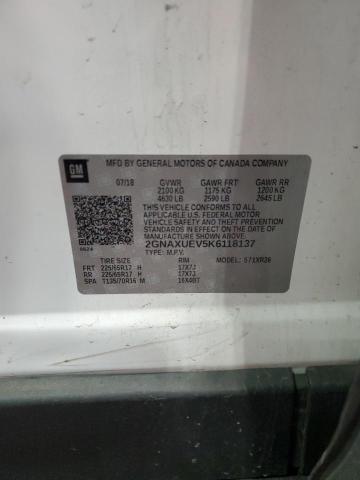 GM
MFD BY GENERAL MOTORS OF CANADA COMPANY
07/18 GVWR GAWR FRT GAWR RR
2100 KG 1175 KG 1200 KG
4630 LB 2590 LB 2645 LB
THIS VEHICLE CONFORMS TO ALL APPLICABLE U.S. FEDERAL MOTOR VEHICLE SAFETY AND THEFT PREVENTION STANDARDS IN EFFECT ON THE DATE OF MANUFACTURE SHOWN ABOVE.
2GNAXUEV5K6118137
TYPE: M.P.V. MODEL: 571XR26
TIRE SIZE RIM
FRT 225/65R17 H 17X7J
RR 225/65R17 H 17X7J
SPA T135/70R16 M 16X4BT